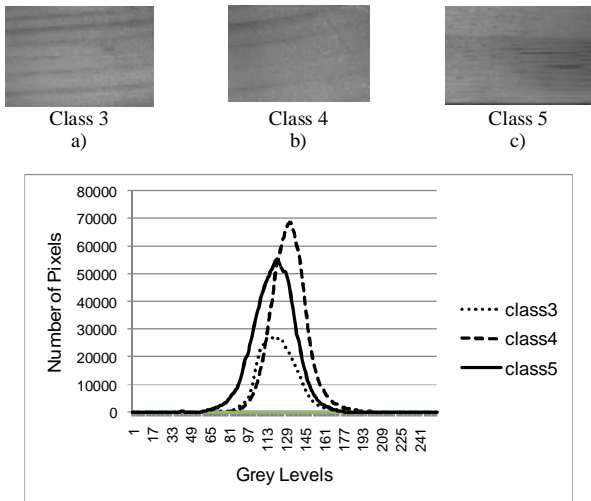 Class 3
a)
Class 4
b)
Class 5
c)
80000
70000
60000
50000
40000
30000
20000
10000
0
Number of Pixels
1 17 33 49 65 81 97 113 129 145 161 177 193 209 225 241
Grey Levels
class3
class4
class5